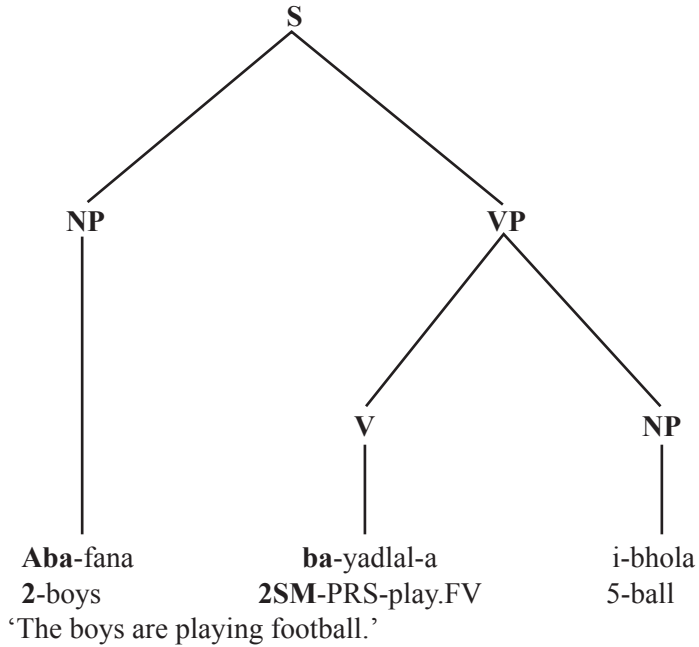 S
NP VP
V NP
Aba-fana ba-yadlal-a i-bhola
2-boys 2SM-PRS-play.FV 5-ball
‘The boys are playing football.’